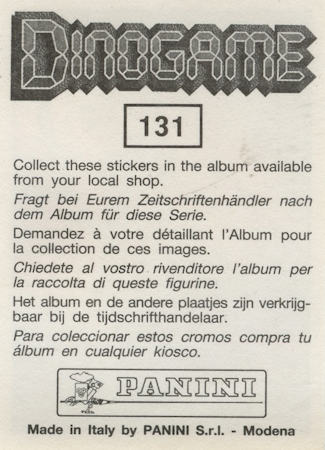 DINOGAME
131
Collect these stickers in the album available
from your local shop.
Fragt bei Eurem Zeitschriftenhändler nach
dem Album für diese Serie.
Demandez à votre détaillant l'Album pour
la collection de ces images.
Chiedete al vostro rivenditore l'album per
la raccolta di queste figurine.
Het album en de andere plaatjes zijn verkrijg-
baar bij de tijdschrifthandelaar.
Para coleccionar estos cromos compra tu
álbum en cualquier kiosco.
PANINI
Made in Italy by PANINI S.r.l. - Modena